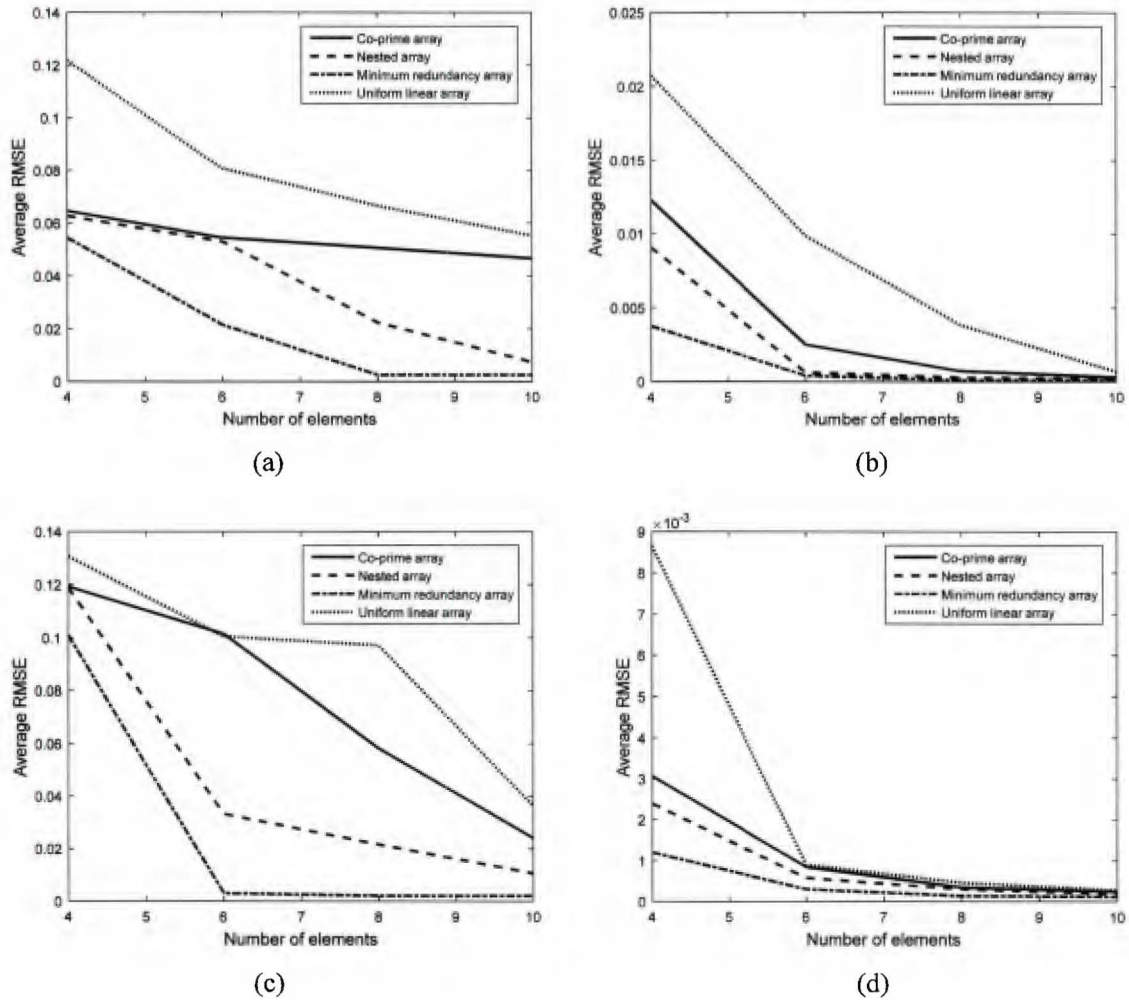 0.14
0.12
0.1
0.08
0.06
0.04
0.02
0
Average RMSE
Co-prime array
Nested array
Minimum redundancy array
Uniform linear array
4 5 6 7 8 9 10
Number of elements
(a)
0.025
0.02
0.015
0.01
0.005
0
Average RMSE
Co-prime array
Nested array
Minimum redundancy array
Uniform linear array
4 5 6 7 8 9 10
Number of elements
(b)
0.14
0.12
0.1
0.08
0.06
0.04
0.02
0
Average RMSE
Co-prime array
Nested array
Minimum redundancy array
Uniform linear array
4 5 6 7 8 9 10
Number of elements
(c)
× 10⁻³
9
8
7
6
5
4
3
2
1
0
Average RMSE
Co-prime array
Nested array
Minimum redundancy array
Uniform linear array
4 5 6 7 8 9 10
Number of elements
(d)